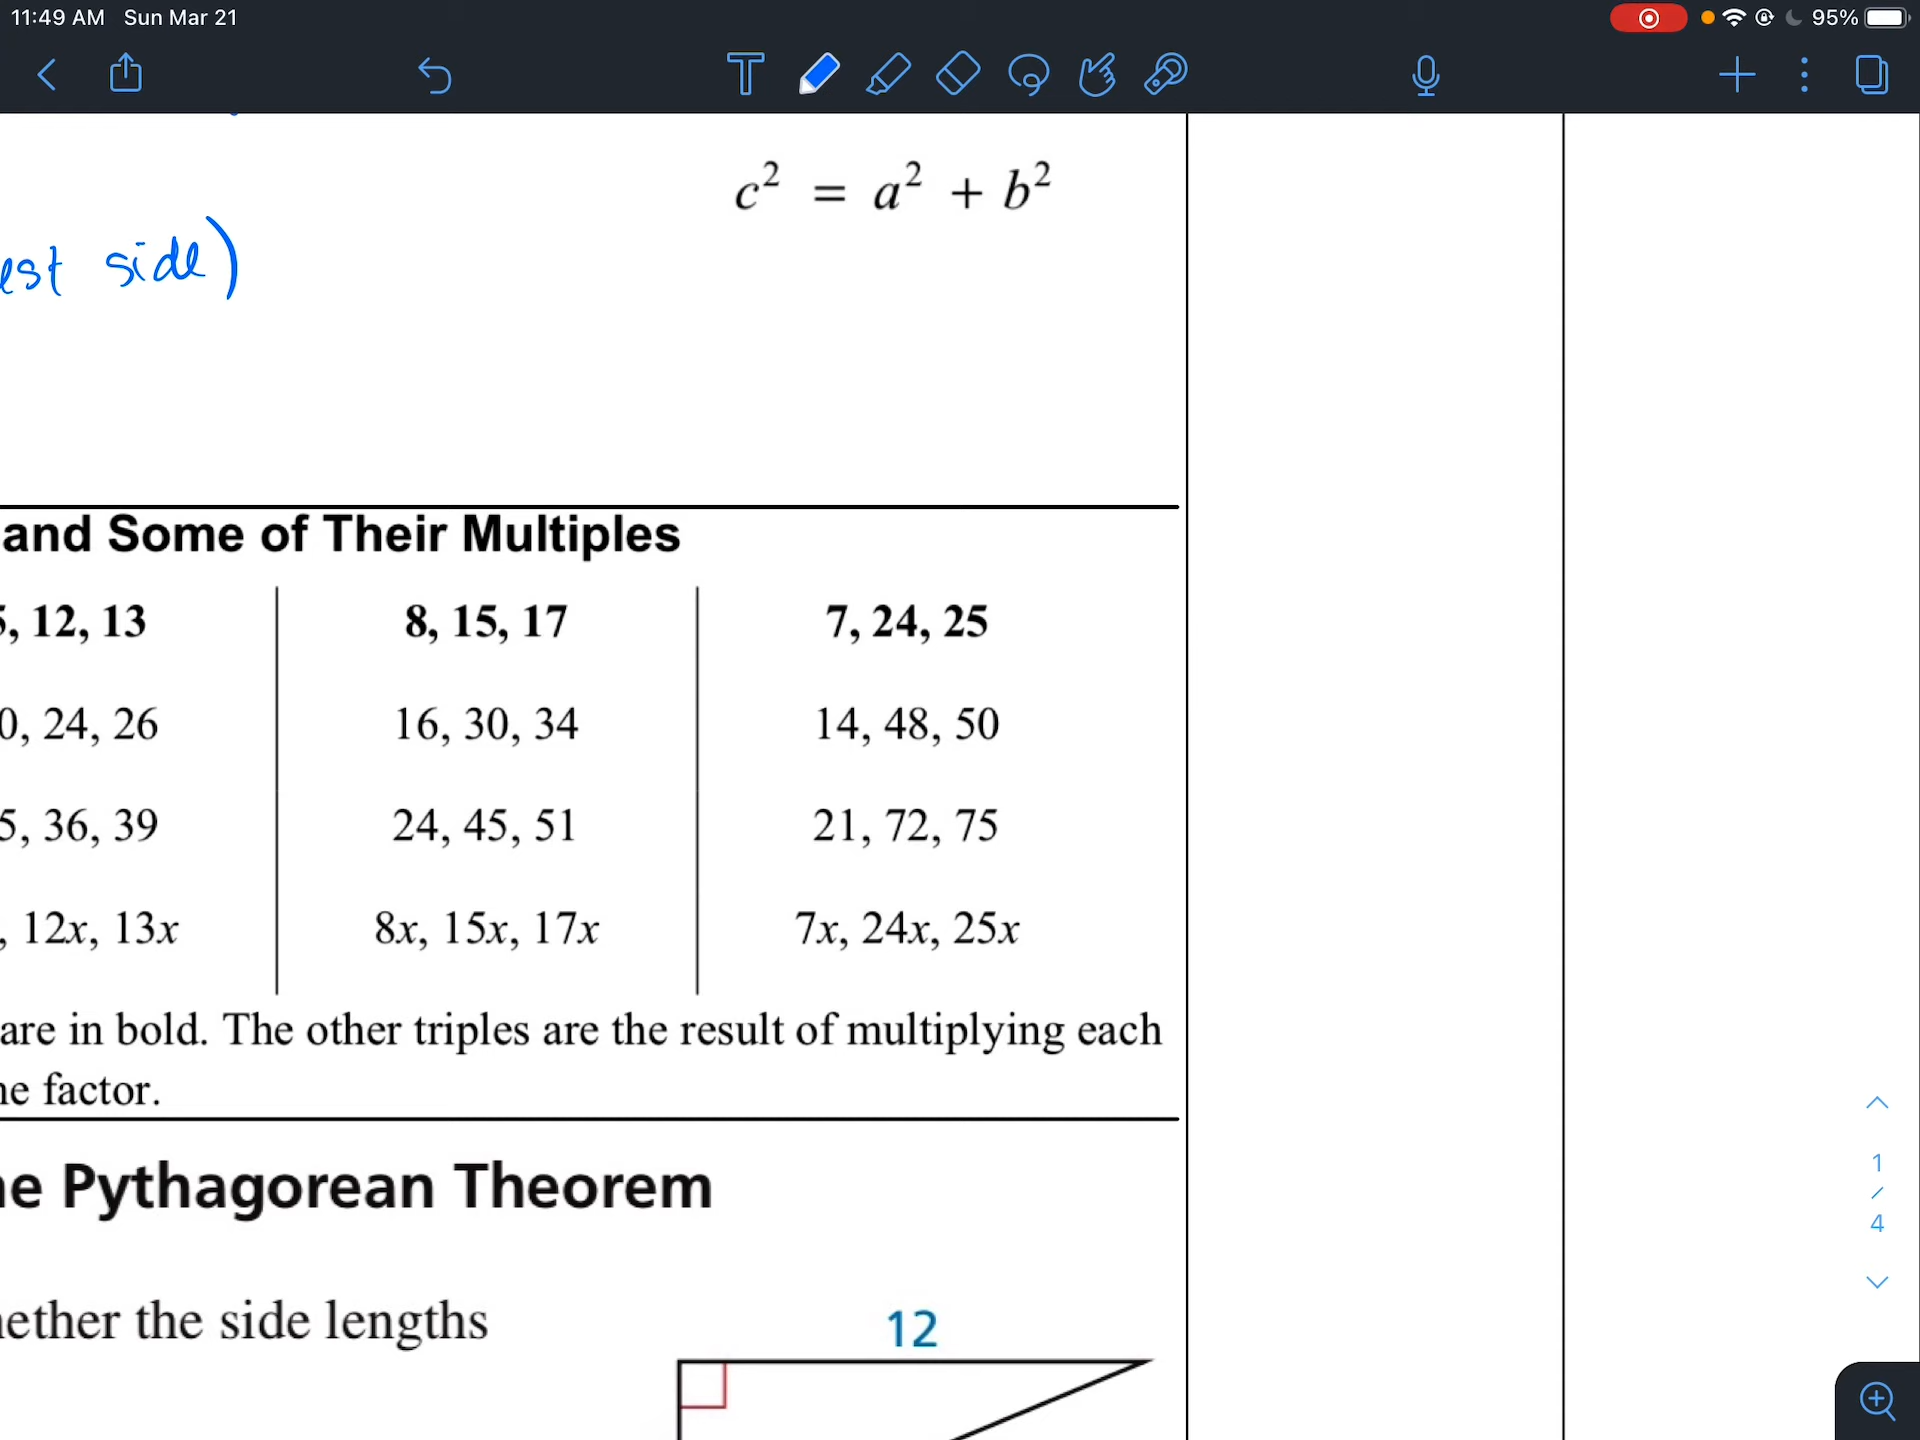 11:49 AM Sun Mar 21
95%
c² = a² + b²
est side)
and Some of Their Multiples
5, 12, 13
8, 15, 17
7, 24, 25
0, 24, 26
16, 30, 34
14, 48, 50
5, 36, 39
24, 45, 51
21, 72, 75
, 12x, 13x
8x, 15x, 17x
7x, 24x, 25x
are in bold. The other triples are the result of multiplying each
e factor.
e Pythagorean Theorem
ether the side lengths
12
1
/
4